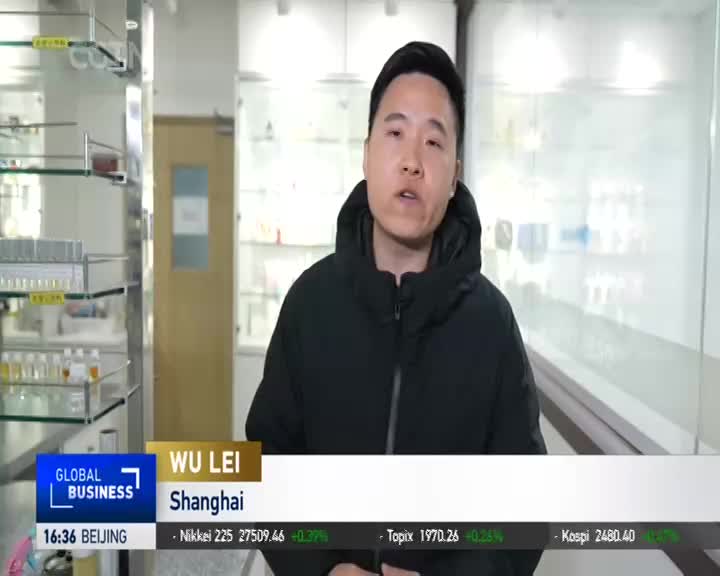 CGTN
WU LEI
GLOBAL
BUSINESS
Shanghai
16:36 BEIJING
· Nikkei 225 27509.46 +0.39% · Topix 1970.26 +0.26% · Kospi 2480.40